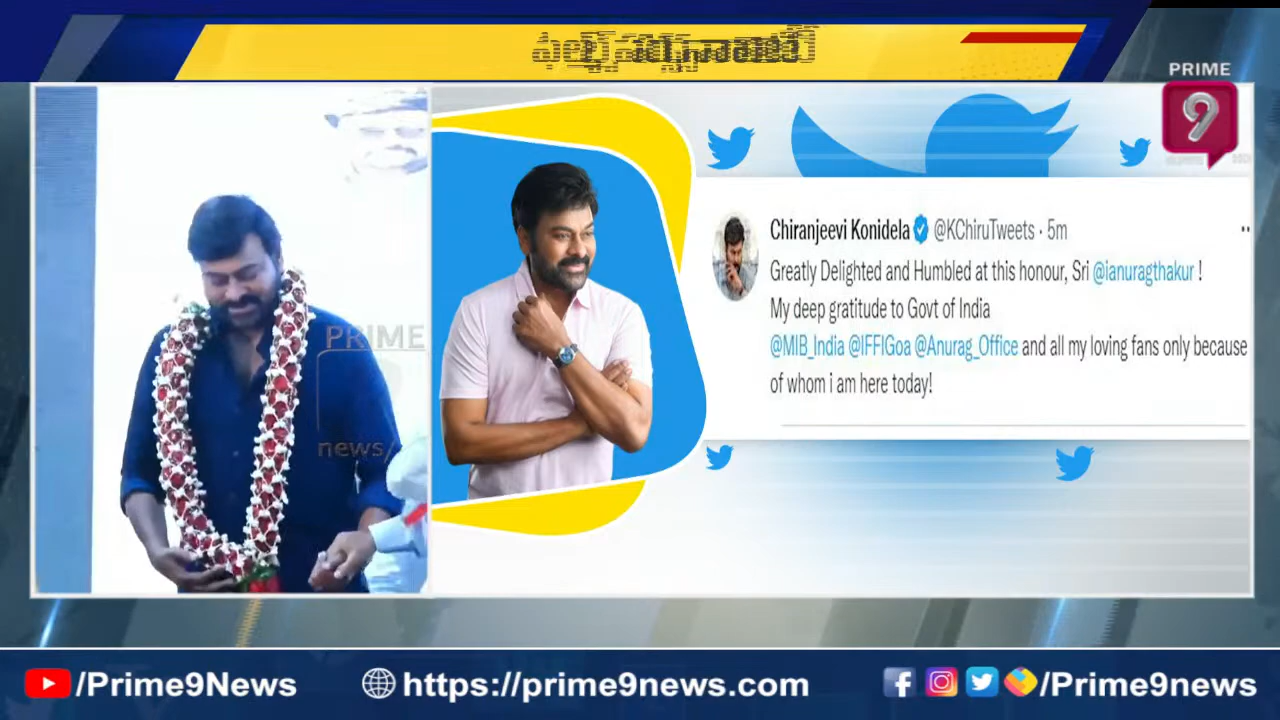 PRIME
9
Chiranjeevi Konidela @KChiruTweets · 5m
Greatly Delighted and Humbled at this honour, Sri @ianuragthakur !
My deep gratitude to Govt of India
@MIB_India @IFFIGoa @Anurag_Office and all my loving fans only because
of whom i am here today!
PRIME
news/
/Prime9News
https://prime9news.com
/Prime9news